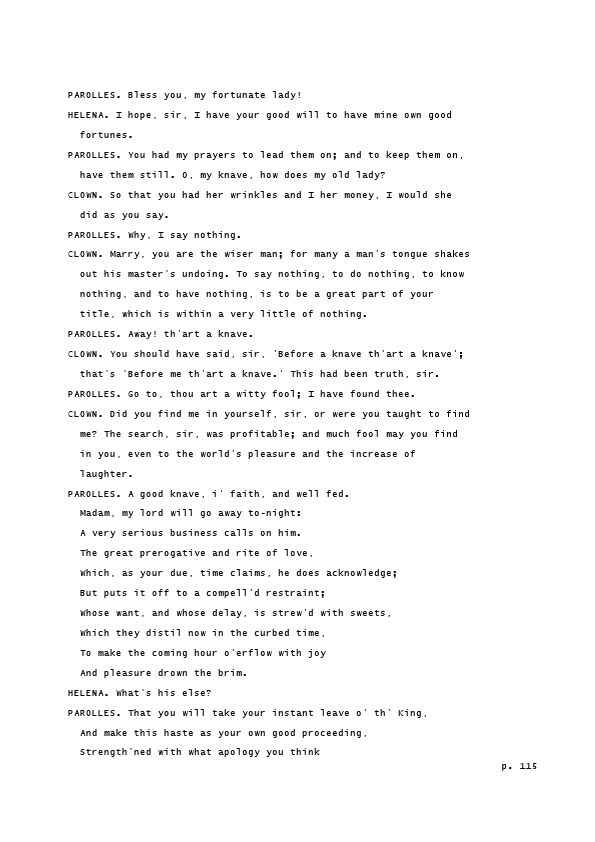 PAROLLES. Bless you, my fortunate lady!
HELENA. I hope, sir, I have your good will to have mine own good
fortunes.
PAROLLES. You had my prayers to lead them on; and to keep them on,
have them still. O, my knave, how does my old lady?
CLOWN. So that you had her wrinkles and I her money, I would she
did as you say.
PAROLLES. Why, I say nothing.
CLOWN. Marry, you are the wiser man; for many a man's tongue shakes
out his master's undoing. To say nothing, to do nothing, to know
nothing, and to have nothing, is to be a great part of your
title, which is within a very little of nothing.
PAROLLES. Away! th'art a knave.
CLOWN. You should have said, sir, 'Before a knave th'art a knave';
that's 'Before me th'art a knave.' This had been truth, sir.
PAROLLES. Go to, thou art a witty fool; I have found thee.
CLOWN. Did you find me in yourself, sir, or were you taught to find
me? The search, sir, was profitable; and much fool may you find
in you, even to the world's pleasure and the increase of
laughter.
PAROLLES. A good knave, i' faith, and well fed.
Madam, my lord will go away to-night:
A very serious business calls on him.
The great prerogative and rite of love,
Which, as your due, time claims, he does acknowledge;
But puts it off to a compell'd restraint;
Whose want, and whose delay, is strew'd with sweets,
Which they distil now in the curbed time,
To make the coming hour o'erflow with joy
And pleasure drown the brim.
HELENA. What's his else?
PAROLLES. That you will take your instant leave o' th' King,
And make this haste as your own good proceeding,
Strength'ned with what apology you think
p. 115